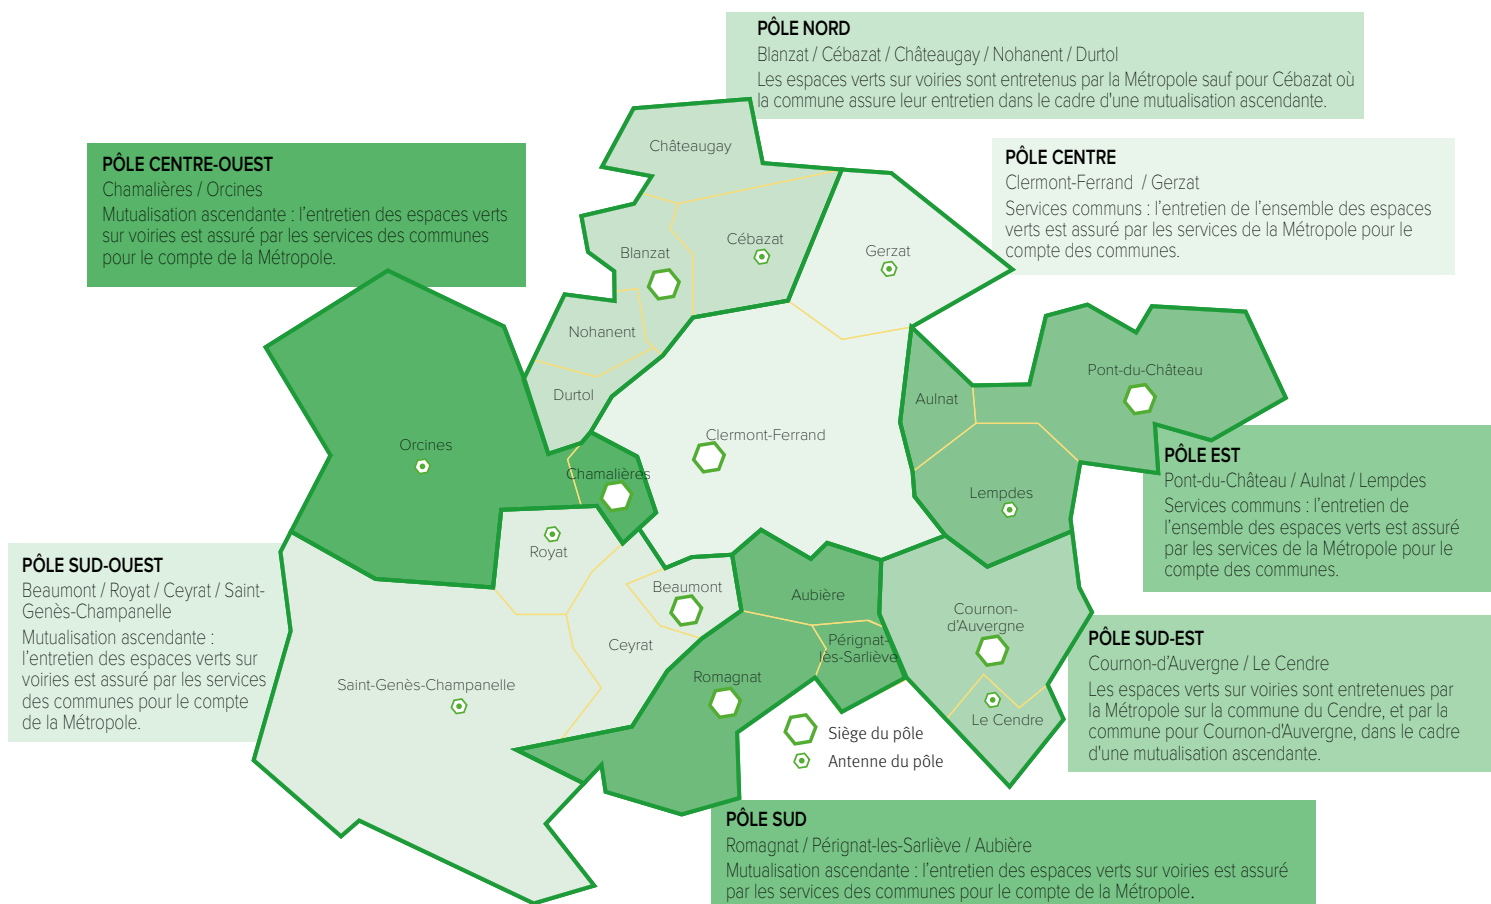 PÔLE NORD
Blanzat / Cébazat / Châteaugay / Nohanent / Durtol
Les espaces verts sur voiries sont entretenus par la Métropole sauf pour Cébazat où
la commune assure leur entretien dans le cadre d'une mutualisation ascendante.
PÔLE CENTRE-OUEST
Chamalières / Orcines
Mutualisation ascendante : l'entretien des espaces verts
sur voiries est assuré par les services des communes
pour le compte de la Métropole.
PÔLE CENTRE
Clermont-Ferrand / Gerzat
Services communs : l'entretien de l'ensemble des espaces
verts est assuré par les services de la Métropole pour le
compte des communes.
Châteaugay
Cébazat
Blanzat
Gerzat
Nohanent
Durtol
Pont-du-Château
Aulnat
Clermont-Ferrand
Orcines
Chamalières
Lempdes
Royat
Beaumont
Aubière
Cournon-
d'Auvergne
Ceyrat
Pérignat-
lès-Sarliève
Romagnat
Saint-Genès-Champanelle
Le Cendre
Siège du pôle
Antenne du pôle
PÔLE EST
Pont-du-Château / Aulnat / Lempdes
Services communs : l'entretien de
l'ensemble des espaces verts est assuré
par les services de la Métropole pour le
compte des communes.
PÔLE SUD-OUEST
Beaumont / Royat / Ceyrat / Saint-
Genès-Champanelle
Mutualisation ascendante :
l'entretien des espaces verts sur
voiries est assuré par les services
des communes pour le compte
de la Métropole.
PÔLE SUD-EST
Cournon-d'Auvergne / Le Cendre
Les espaces verts sur voiries sont entretenues par
la Métropole sur la commune du Cendre, et par la
commune pour Cournon-d'Auvergne, dans le cadre
d'une mutualisation ascendante.
PÔLE SUD
Romagnat / Pérignat-les-Sarliève / Aubière
Mutualisation ascendante : l'entretien des espaces verts sur voiries est assuré
par les services des communes pour le compte de la Métropole.